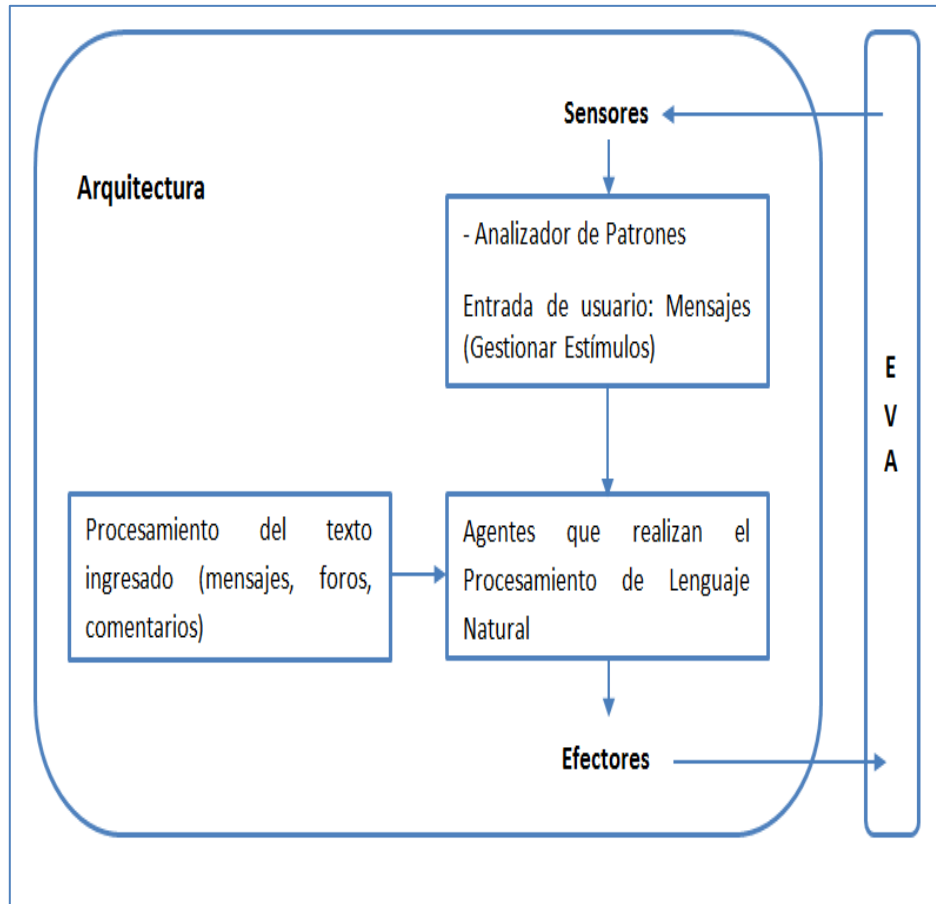 Sensores
Arquitectura
- Analizador de Patrones
Entrada de usuario: Mensajes
(Gestionar Estímulos)
E
V
A
Procesamiento del texto
ingresado (mensajes, foros,
comentarios)
Agentes que realizan el
Procesamiento de Lenguaje
Natural
Efectores